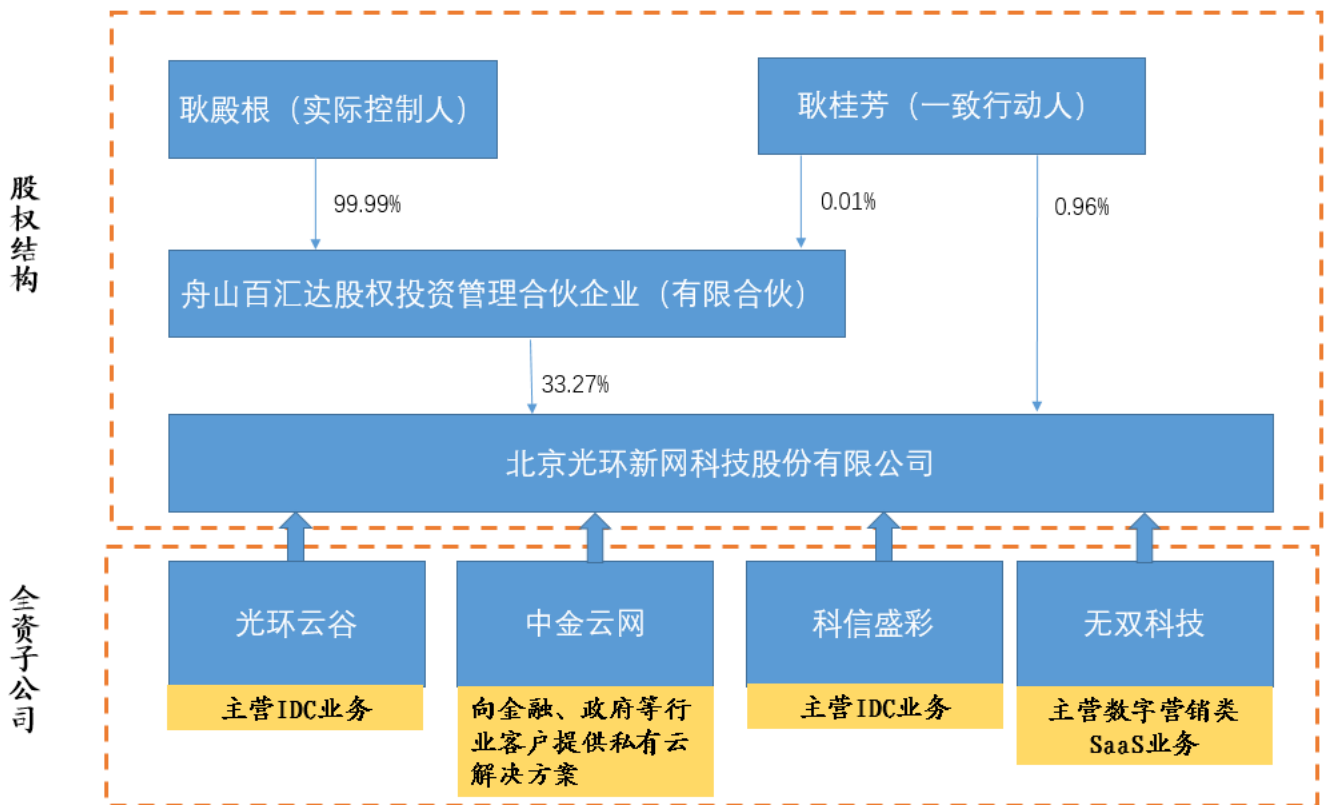 股权结构
耿殿根（实际控制人）
耿桂芳（一致行动人）
99.99%
0.01%
0.96%
舟山百汇达股权投资管理合伙企业（有限合伙）
33.27%
北京光环新网科技股份有限公司
全资子公司
光环云谷
中金云网
科信盛彩
无双科技
主营IDC业务
向金融、政府等行
业客户提供私有云
解决方案
主营IDC业务
主营数字营销类
SaaS业务